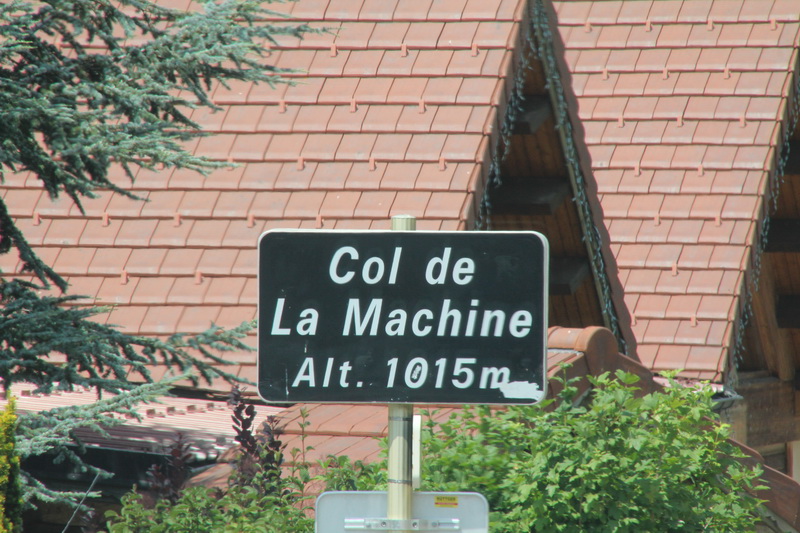 Col de
La Machine
Alt. 1015m